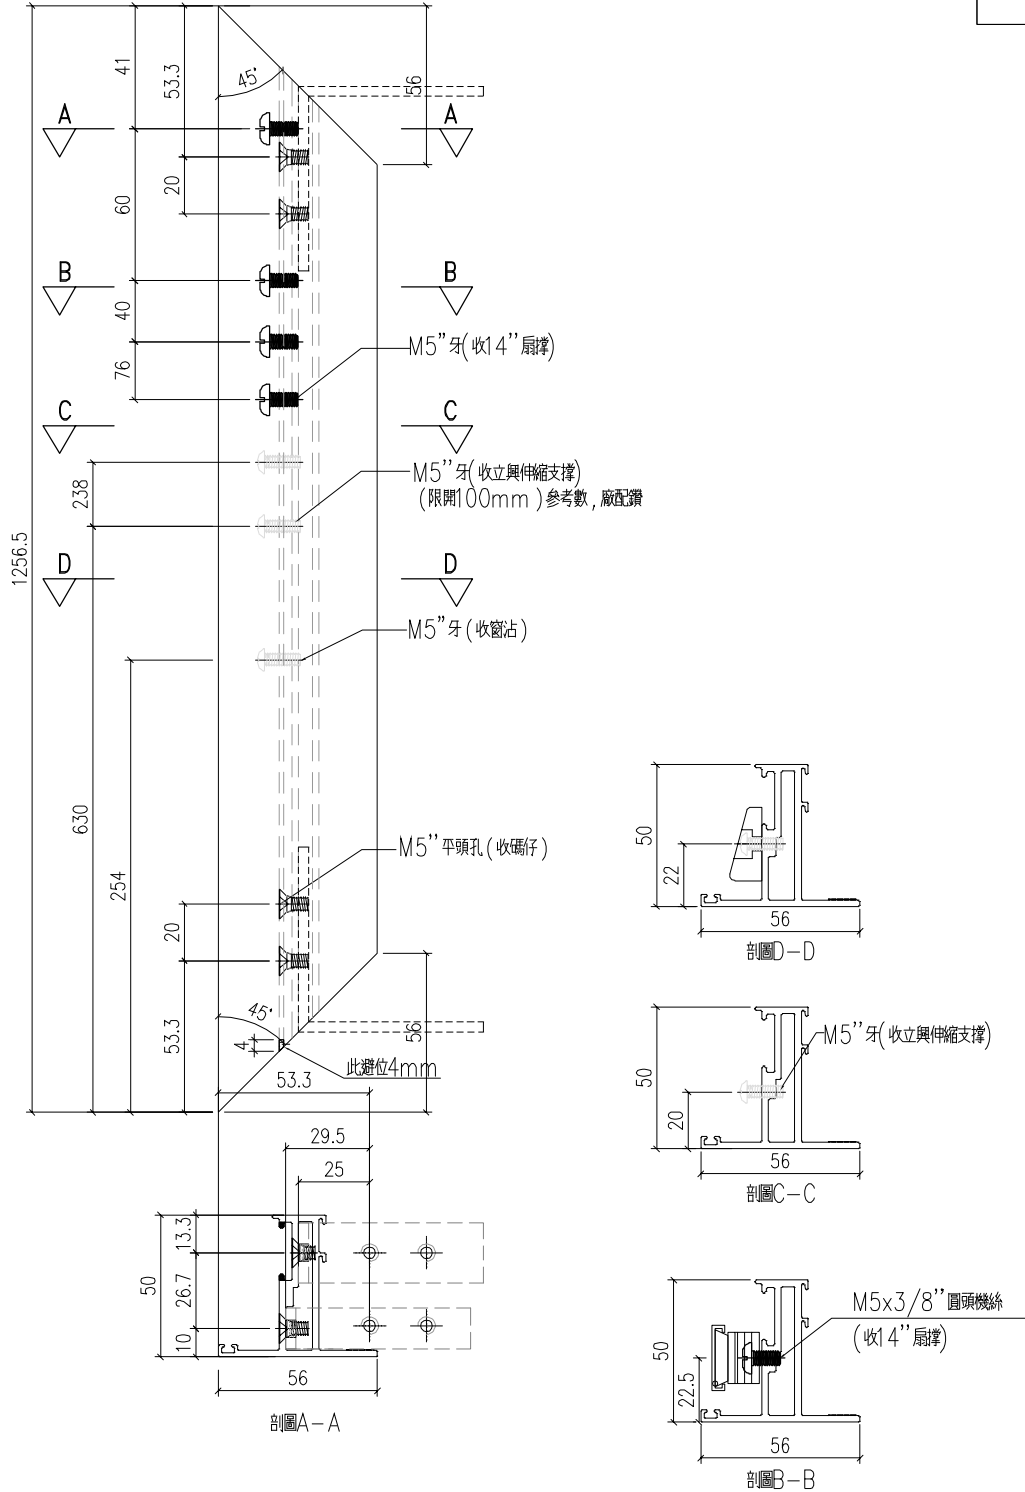 41
53.3
56
45°
A
A
60
20
B
B
40
M5''牙(收14''扇撐)
76
C
C
M5''牙(收立興伸縮支撐)
(限開100mm)參考數,廠配鑽
238
1256.5
D
D
M5''牙(收窗沾)
630
254
M5''平頭孔(收碼仔)
20
53.3
45°
56
4
此避位4mm
53.3
29.5
25
13.3
50
26.7
10
56
剖圖A-A
50
22
56
剖圖D-D
M5''牙(收立興伸縮支撐)
50
20
56
剖圖C-C
M5x3/8''圓頭機絲
(收14''扇撐)
50
22.5
56
剖圖B-B